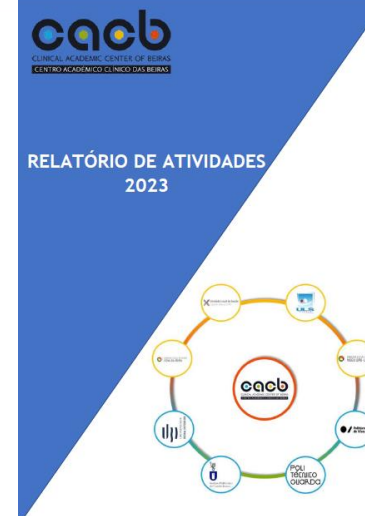 cacb
CLINICAL ACADEMIC CENTER OF BEIRAS
CENTRO ACADÉMICO CLÍNICO DAS BEIRAS
RELATÓRIO DE ATIVIDADES
2023
ULS
cacb
POLI
TÉCNICO
GUARDA